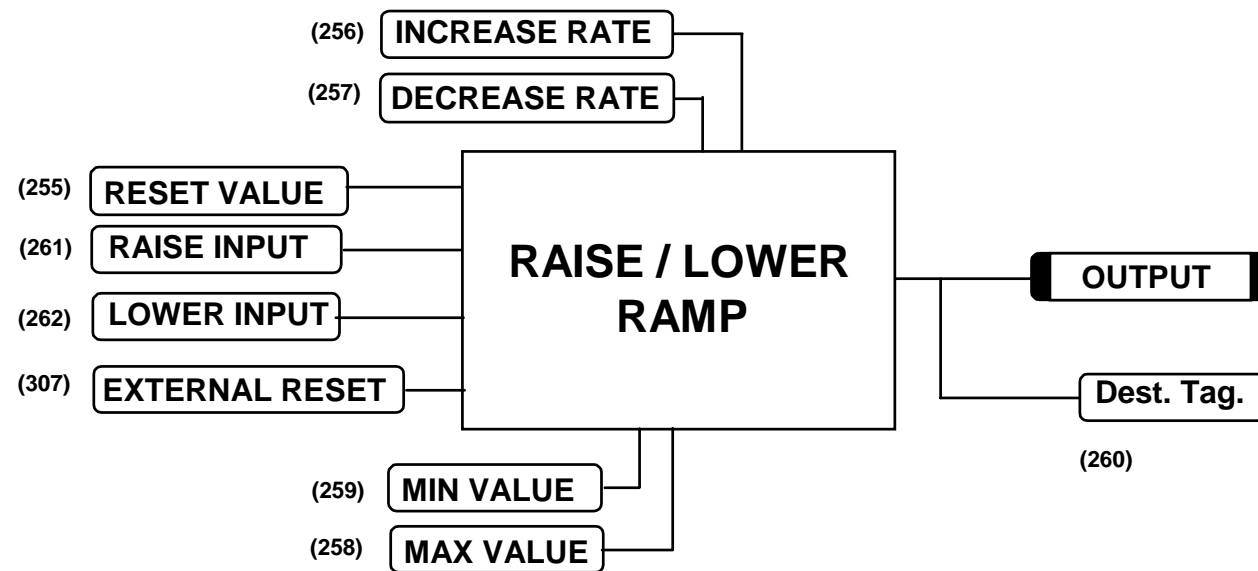 (256) INCREASE RATE
(257) DECREASE RATE
(255) RESET VALUE
(261) RAISE INPUT
(262) LOWER INPUT
(307) EXTERNAL RESET
RAISE / LOWER
RAMP
OUTPUT
Dest. Tag.
(260)
(259) MIN VALUE
(258) MAX VALUE